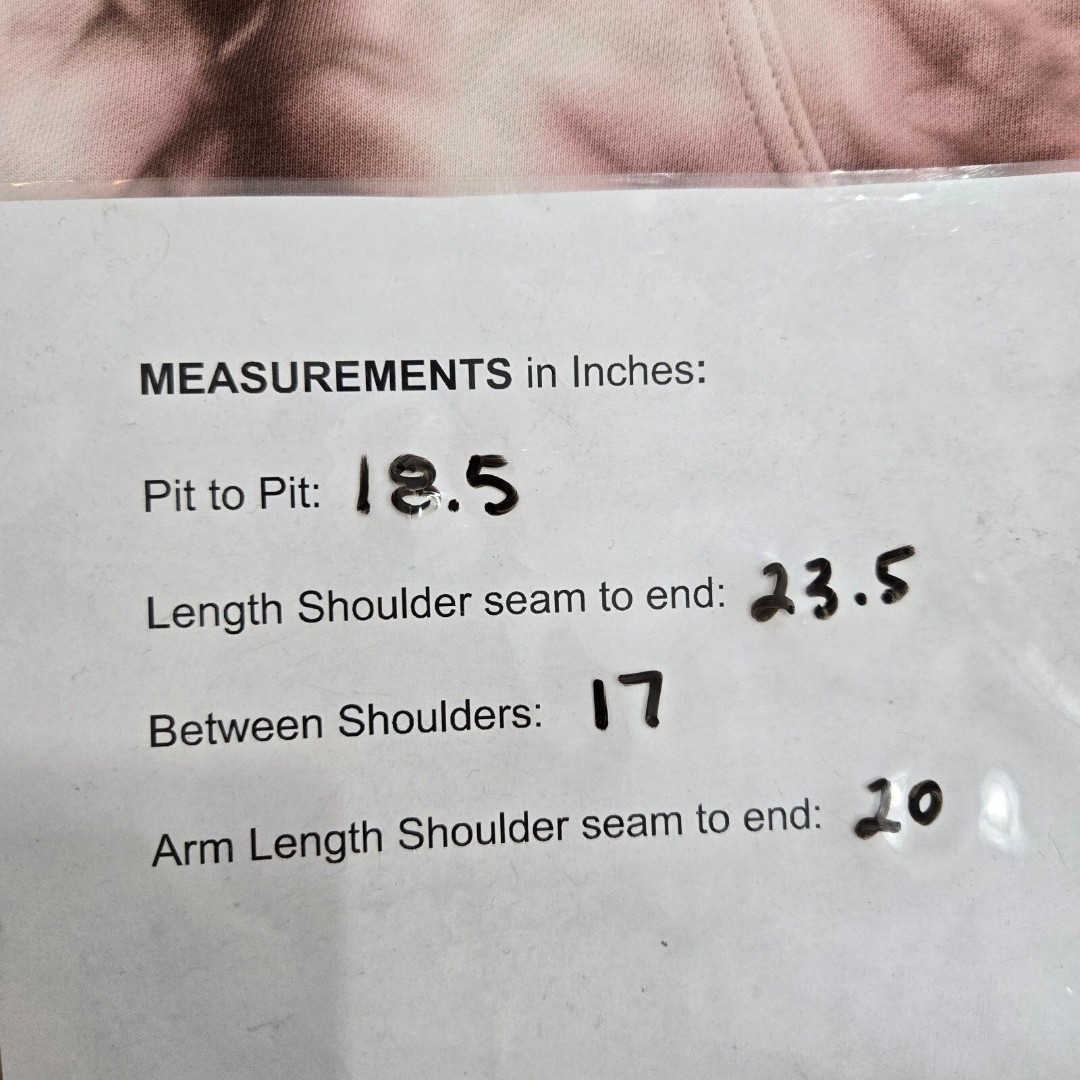 MEASUREMENTS in Inches:
Pit to Pit: 18.5
Length Shoulder seam to end: 23.5
Between Shoulders: 17
Arm Length Shoulder seam to end: 20